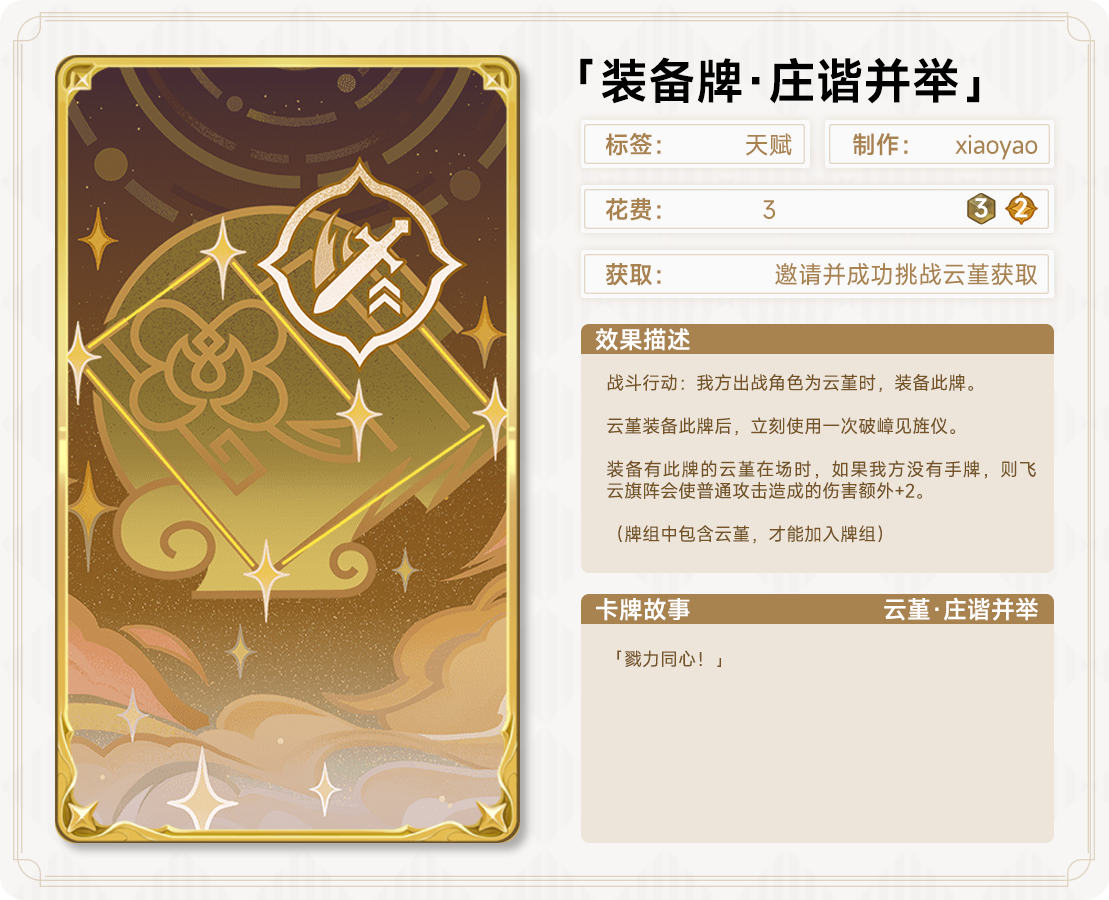 「装备牌·庄谐并举」
标签： 天赋
制作： xiaoyao
花费： 3 3 2
获取： 邀请并成功挑战云堇获取
效果描述
战斗行动：我方出战角色为云堇时，装备此牌。
云堇装备此牌后，立刻使用一次破嶂见旌仪。
装备有此牌的云堇在场时，如果我方没有手牌，则飞
云旗阵会使普通攻击造成的伤害额外+2。
（牌组中包含云堇，才能加入牌组）
卡牌故事 云堇·庄谐并举
「戮力同心！」